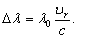 Δλ = λ₀ υᵣ/c .